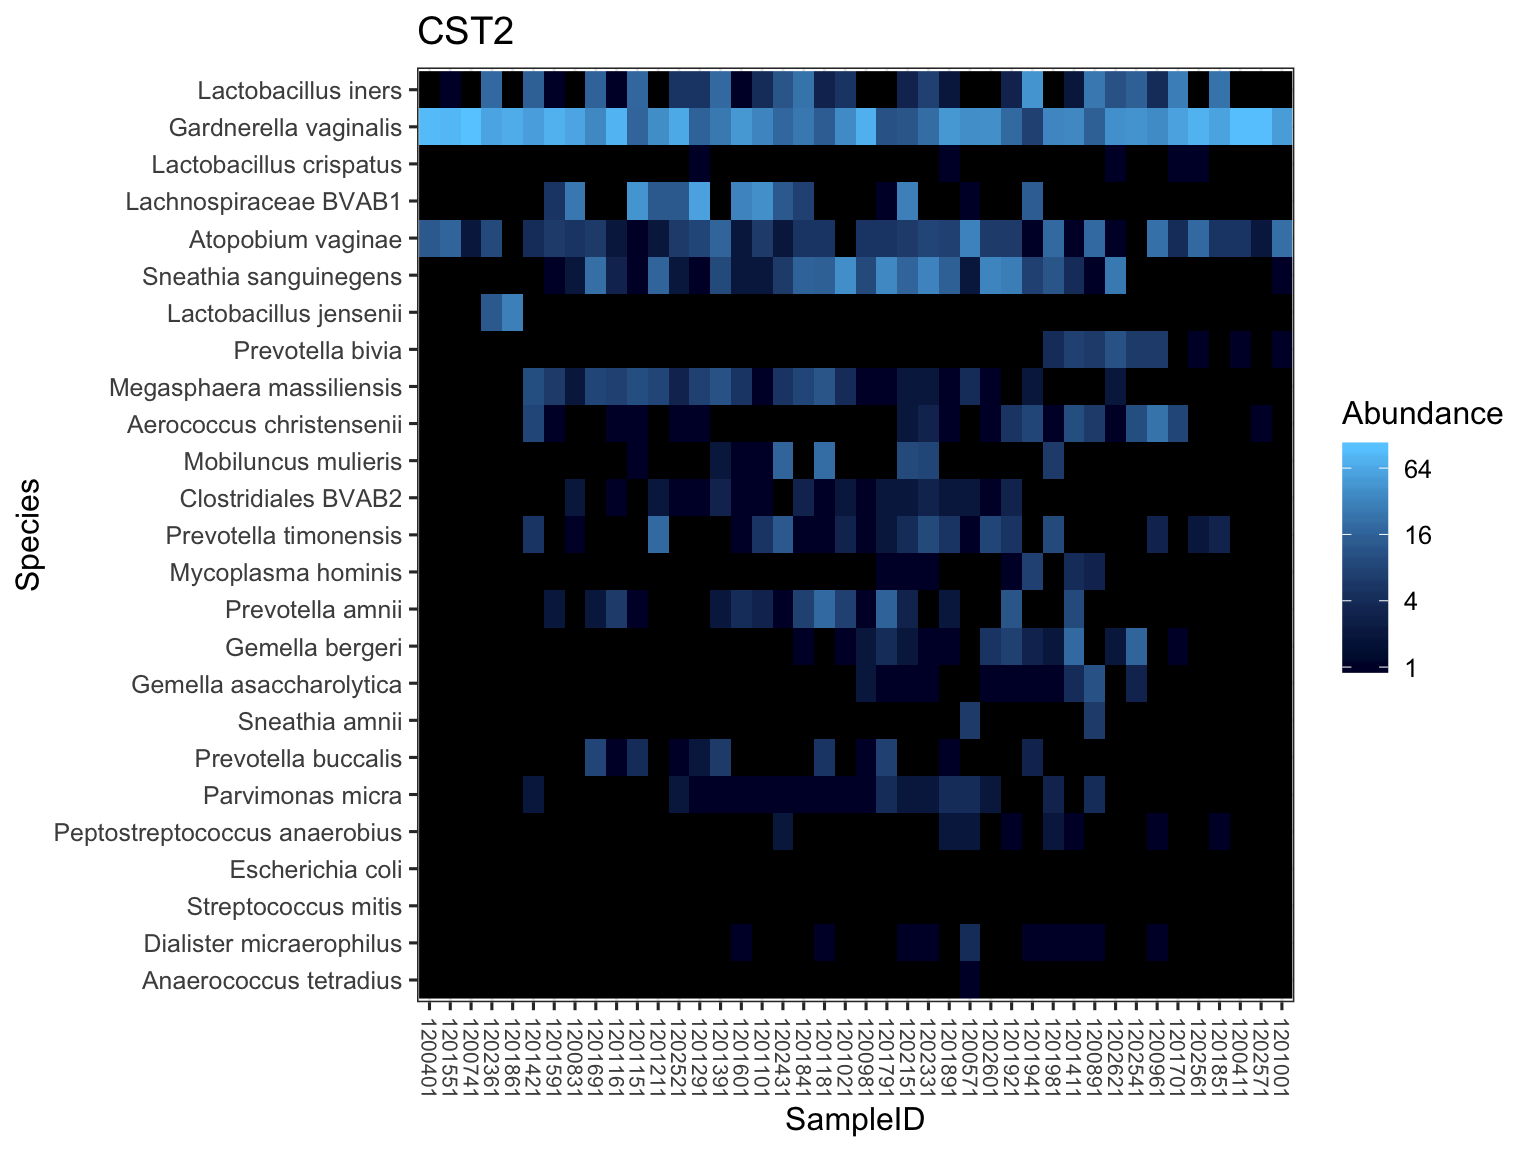 CST2
Lactobacillus iners
Gardnerella vaginalis
Lactobacillus crispatus
Lachnospiraceae BVAB1
Atopobium vaginae
Sneathia sanguinegens
Lactobacillus jensenii
Prevotella bivia
Megasphaera massiliensis
Aerococcus christensenii
Mobiluncus mulieris
Clostridiales BVAB2
Prevotella timonensis
Mycoplasma hominis
Prevotella amnii
Gemella bergeri
Gemella asaccharolytica
Sneathia amnii
Prevotella buccalis
Parvimonas micra
Peptostreptococcus anaerobius
Escherichia coli
Streptococcus mitis
Dialister micraerophilus
Anaerococcus tetradius
Species
Abundance
64
16
4
1
1200401
1201551
1200741
1202361
1201861
1201421
1201591
1200831
1201691
1201161
1201151
1201211
1202521
1201291
1201391
1201601
1201101
1202431
1201841
1201181
1201021
1200981
1201791
1202151
1202331
1201891
1200571
1202601
1201921
1201941
1201981
1201411
1200891
1202621
1202541
1200961
1201701
1202561
1201851
1200411
1202571
1201001
SampleID